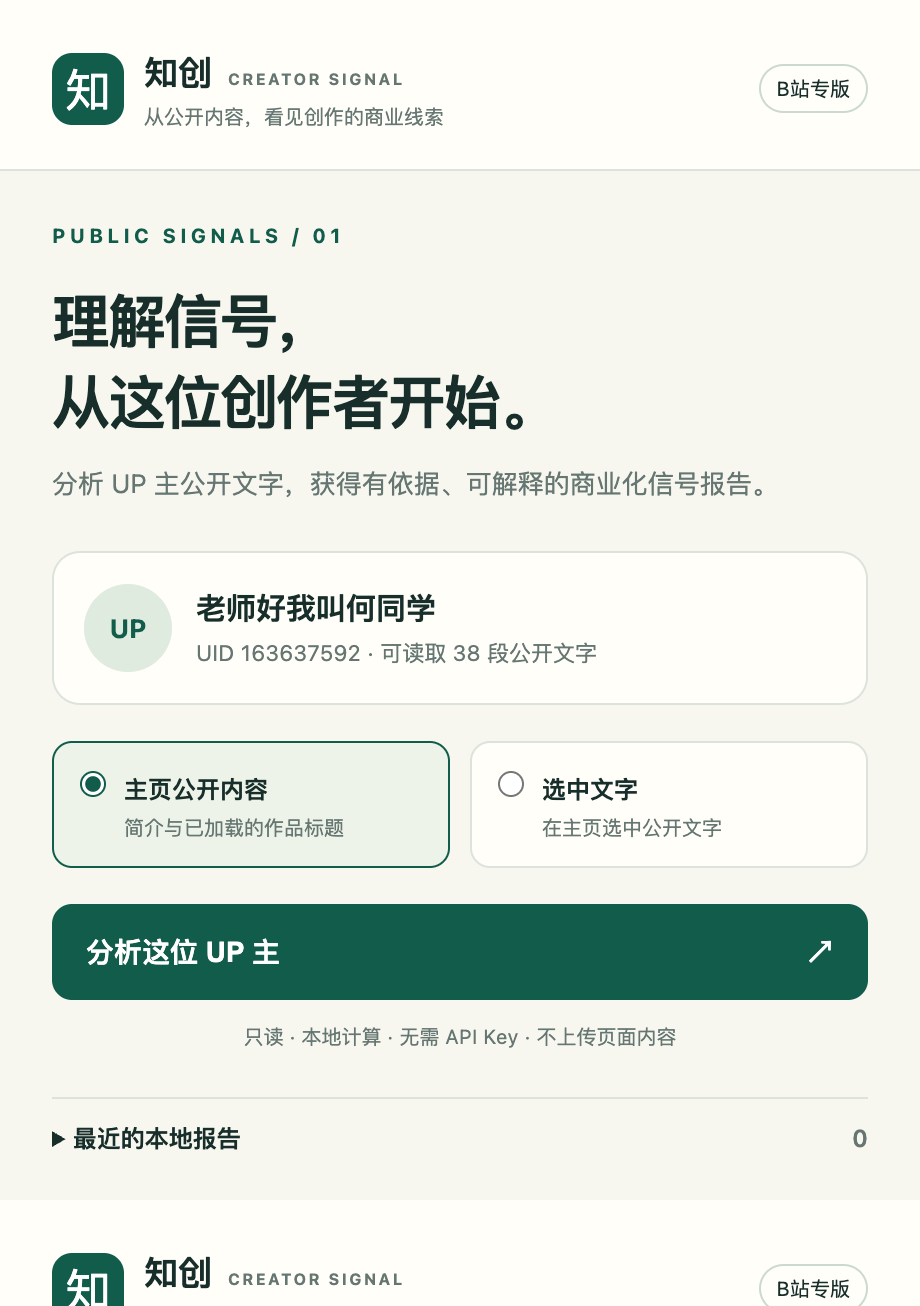 知
知创 CREATOR SIGNAL
从公开内容，看见创作的商业线索
B站专版
PUBLIC SIGNALS / 01
理解信号，
从这位创作者开始。
分析 UP 主公开文字，获得有依据、可解释的商业化信号报告。
UP
老师好我叫何同学
UID 163637592 · 可读取 38 段公开文字
主页公开内容
简介与已加载的作品标题
选中文字
在主页选中公开文字
分析这位 UP 主 ↗
只读 · 本地计算 · 无需 API Key · 不上传页面内容
▶ 最近的本地报告 0
知
知创 CREATOR SIGNAL
B站专版